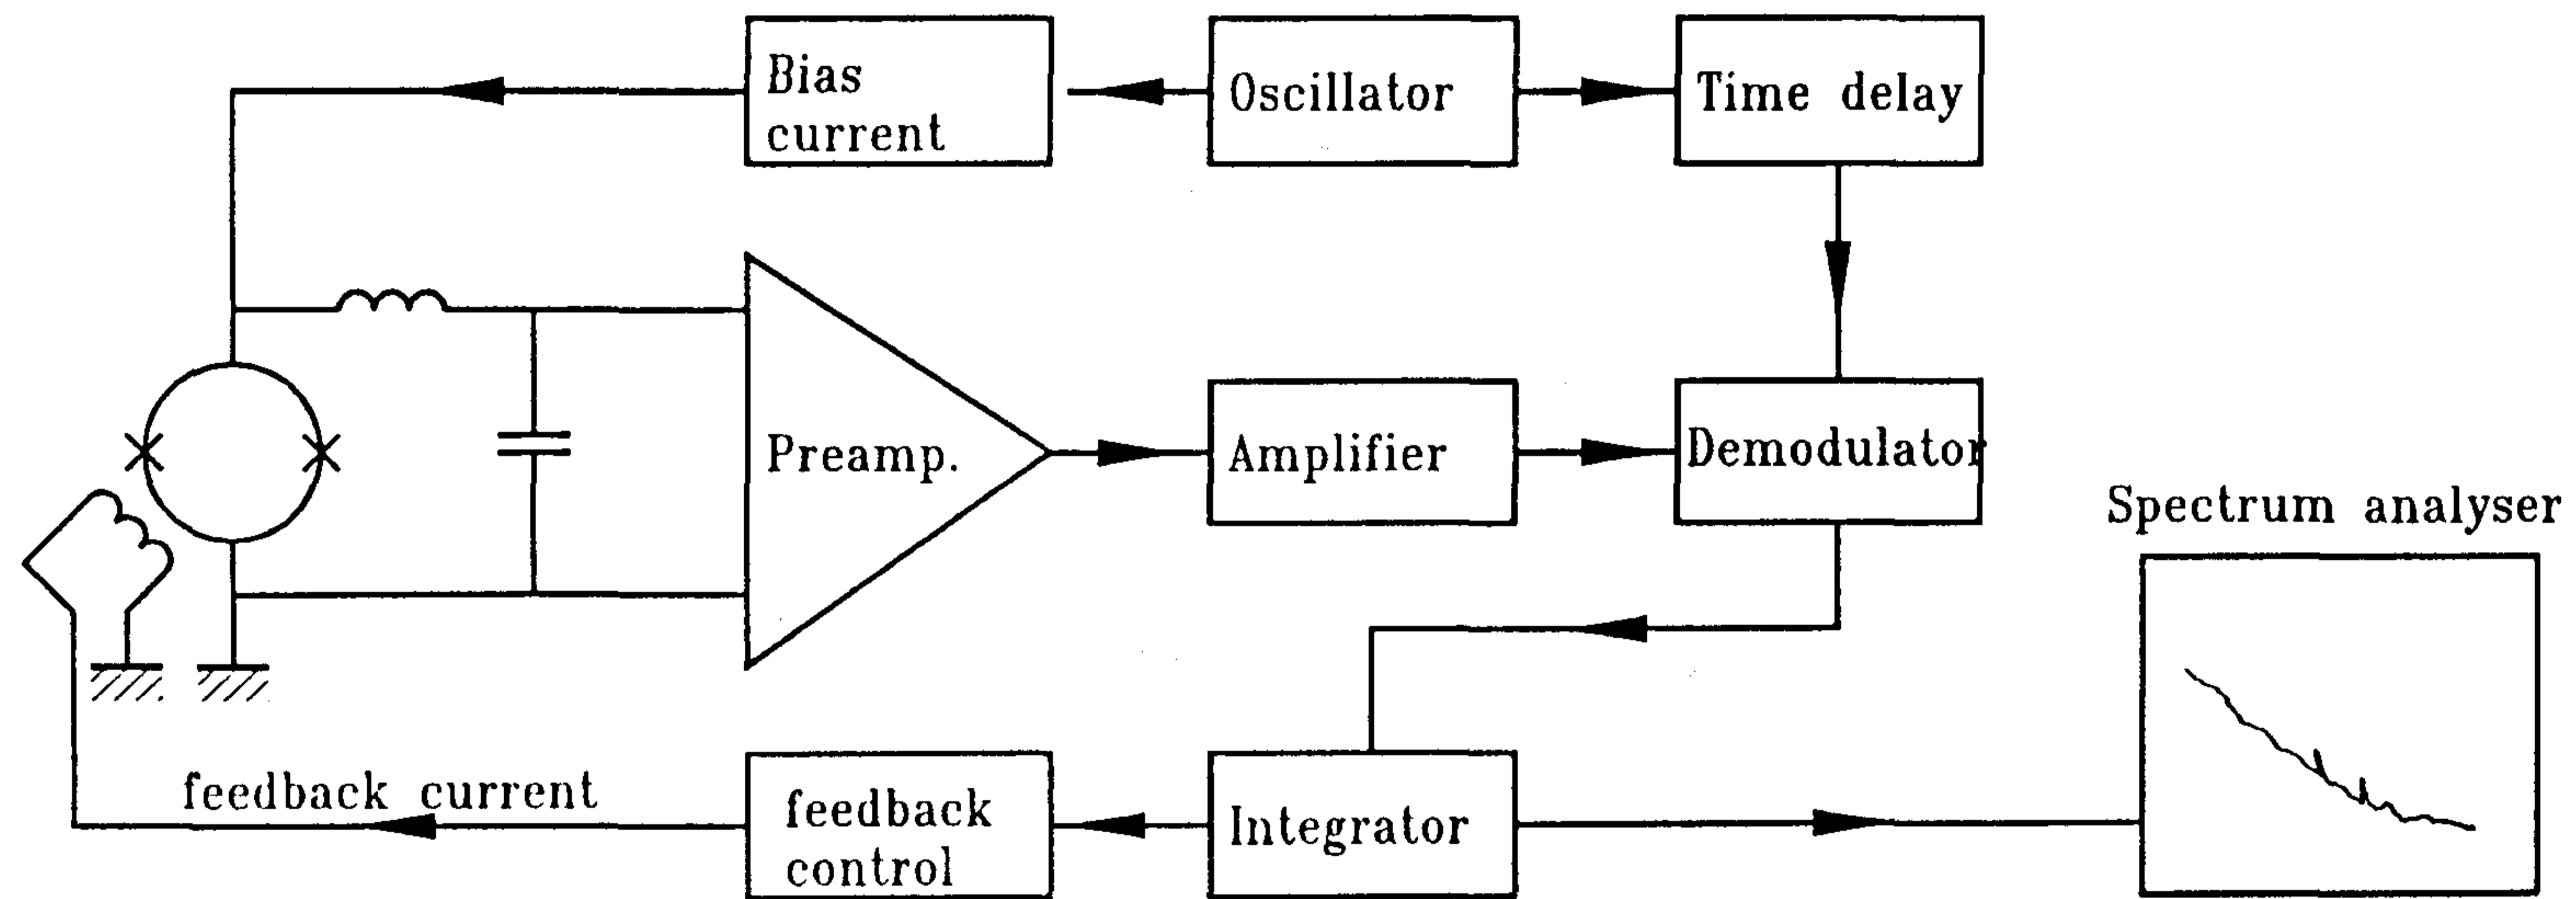 Bias
current
Oscillator
Time delay
Preamp.
Amplifier
Demodulator
Spectrum analyser
feedback current
feedback
control
Integrator